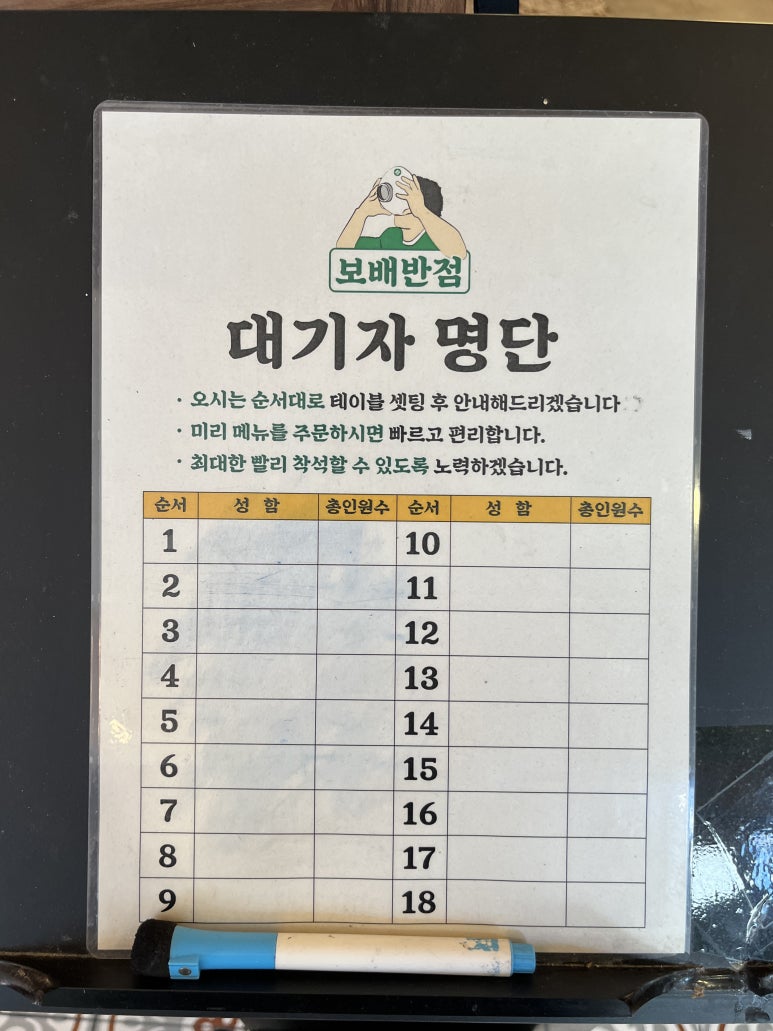 보배반점
대기자 명단
· 오시는 순서대로 테이블 셋팅 후 안내해드리겠습니다
· 미리 메뉴를 주문하시면 빠르고 편리합니다.
· 최대한 빨리 착석할 수 있도록 노력하겠습니다.
순서 성 함 총인원수 순서 성 함 총인원수
1 10
2 11
3 12
4 13
5 14
6 15
7 16
8 17
9 18